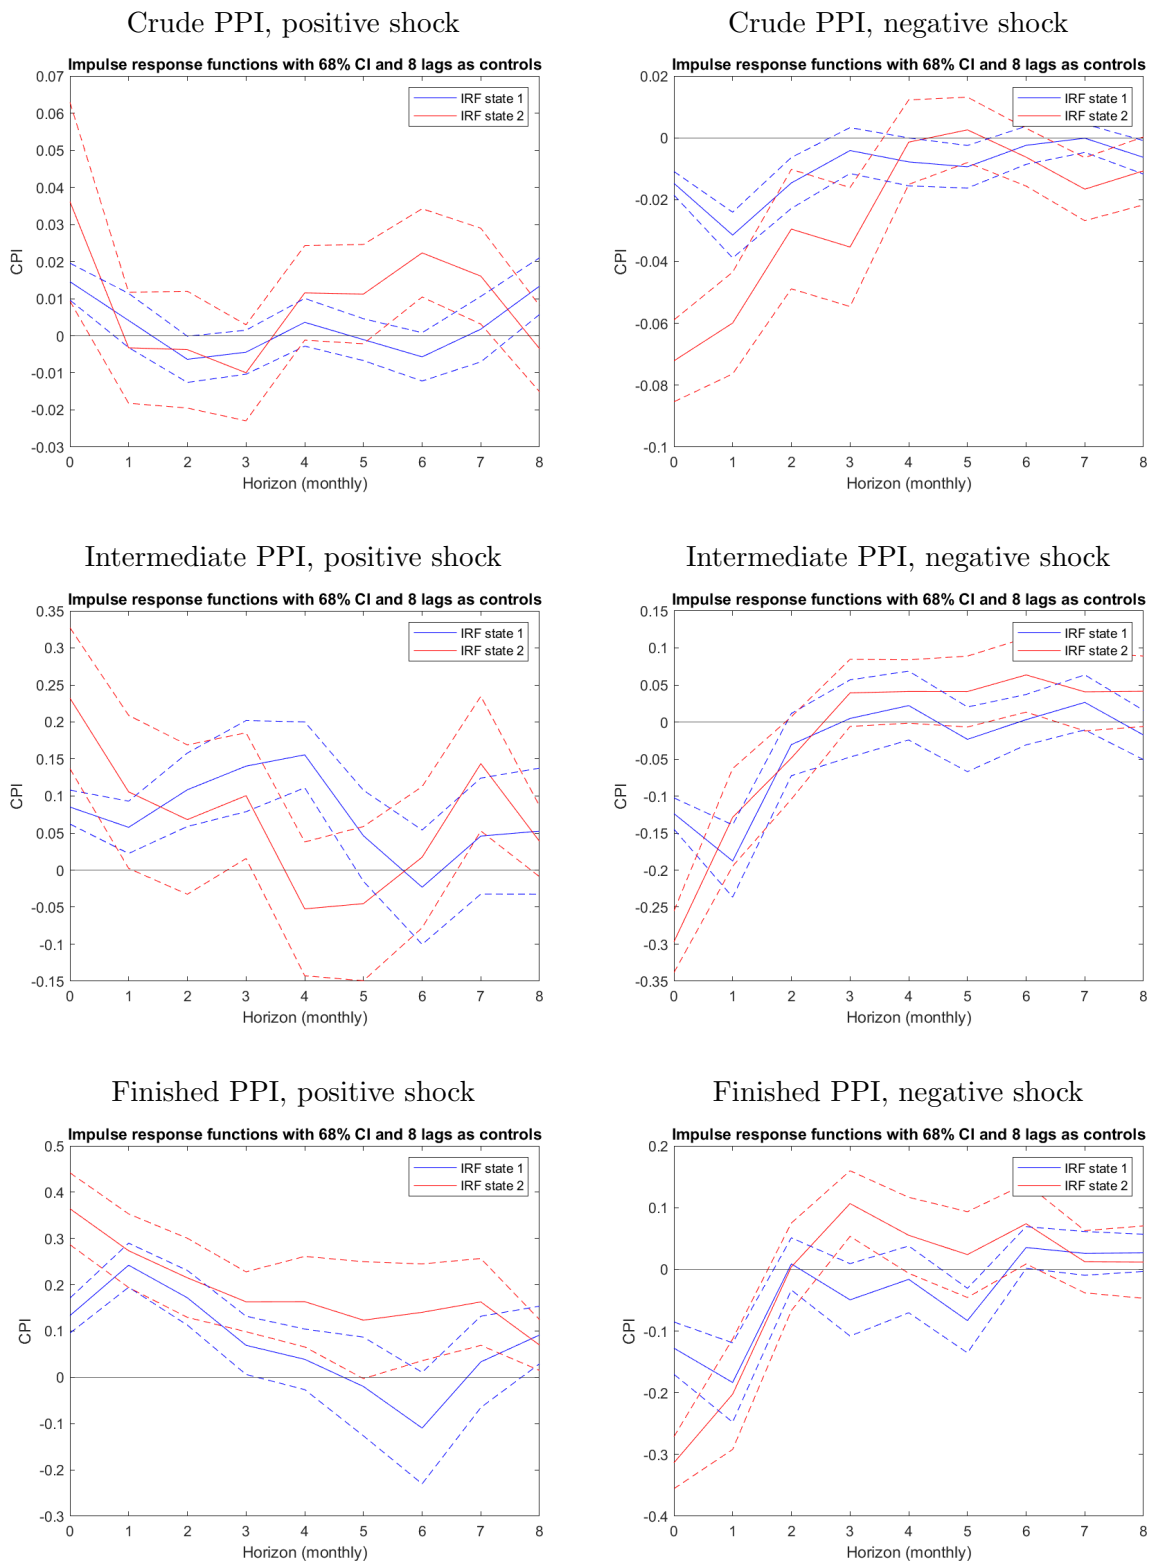 Crude PPI, positive shock
Impulse response functions with 68% CI and 8 lags as controls
IRF state 1
IRF state 2
0.07
0.06
0.05
0.04
0.03
0.02
0.01
0
-0.01
-0.02
-0.03
CPI
0 1 2 3 4 5 6 7 8
Horizon (monthly)
Crude PPI, negative shock
Impulse response functions with 68% CI and 8 lags as controls
IRF state 1
IRF state 2
0.02
0
-0.02
-0.04
-0.06
-0.08
-0.1
CPI
0 1 2 3 4 5 6 7 8
Horizon (monthly)
Intermediate PPI, positive shock
Impulse response functions with 68% CI and 8 lags as controls
IRF state 1
IRF state 2
0.35
0.3
0.25
0.2
0.15
0.1
0.05
0
-0.05
-0.1
-0.15
CPI
0 1 2 3 4 5 6 7 8
Horizon (monthly)
Intermediate PPI, negative shock
Impulse response functions with 68% CI and 8 lags as controls
IRF state 1
IRF state 2
0.15
0.1
0.05
0
-0.05
-0.1
-0.15
-0.2
-0.25
-0.3
-0.35
CPI
0 1 2 3 4 5 6 7 8
Horizon (monthly)
Finished PPI, positive shock
Impulse response functions with 68% CI and 8 lags as controls
IRF state 1
IRF state 2
0.5
0.4
0.3
0.2
0.1
0
-0.1
-0.2
-0.3
CPI
0 1 2 3 4 5 6 7 8
Horizon (monthly)
Finished PPI, negative shock
Impulse response functions with 68% CI and 8 lags as controls
IRF state 1
IRF state 2
0.2
0.1
0
-0.1
-0.2
-0.3
-0.4
CPI
0 1 2 3 4 5 6 7 8
Horizon (monthly)